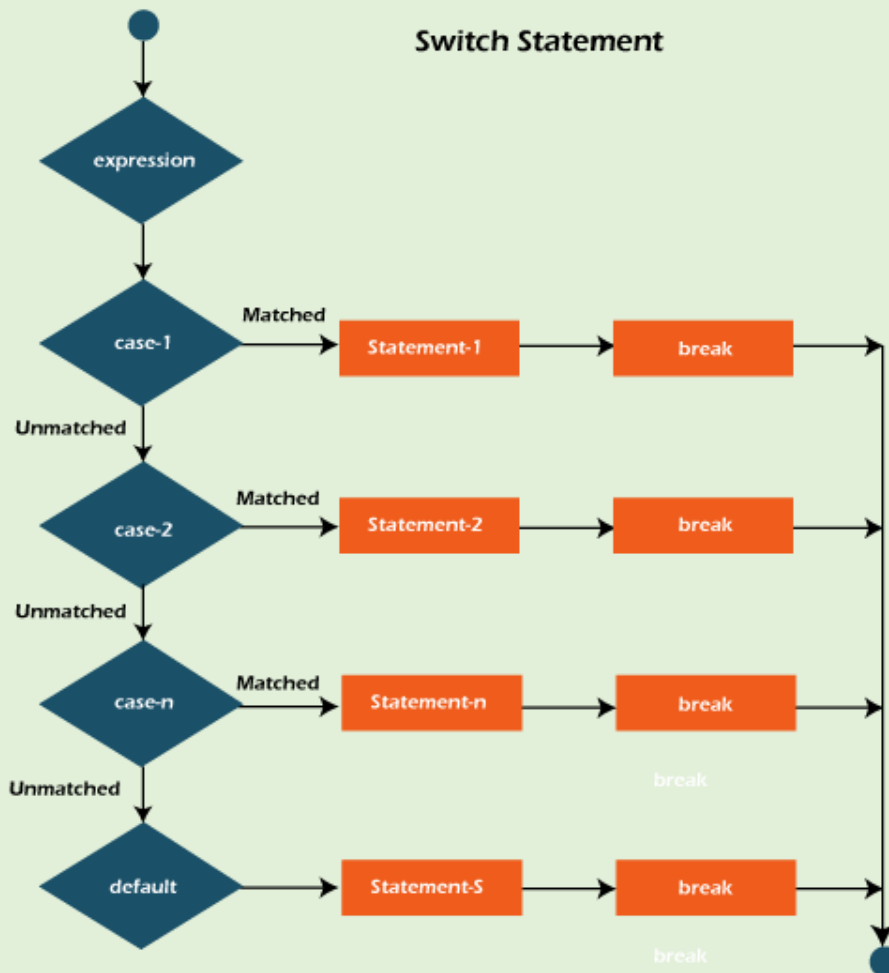 Switch Statement
expression
case-1
Matched
Statement-1
break
Unmatched
case-2
Matched
Statement-2
break
Unmatched
case-n
Matched
Statement-n
break
break
Unmatched
default
Statement-S
break
break